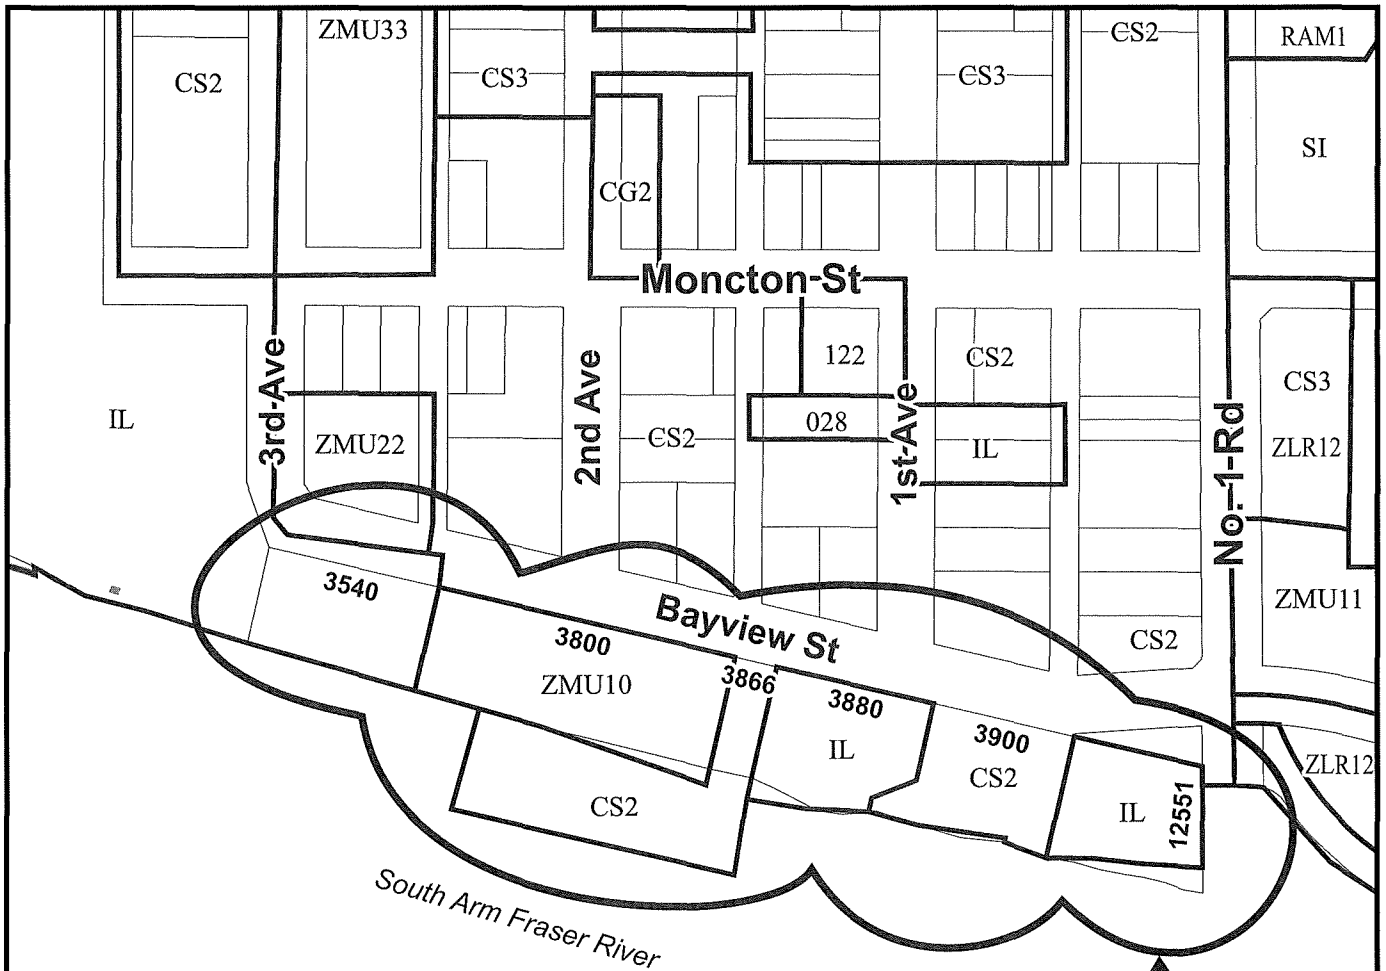 ZMU33
CS2
RAM1
CS2
CS3
CS3
SI
CG2
Moncton St
3rd Ave
2nd Ave
122
CS2
1st Ave
CS3
IL
028
No. 1 Rd
ZMU22
CS2
IL
ZLR12
3540
Bayview St
ZMU11
3800
CS2
ZMU10
3866
3880
3900
IL
CS2
ZLR12
CS2
IL
12551
South Arm Fraser River